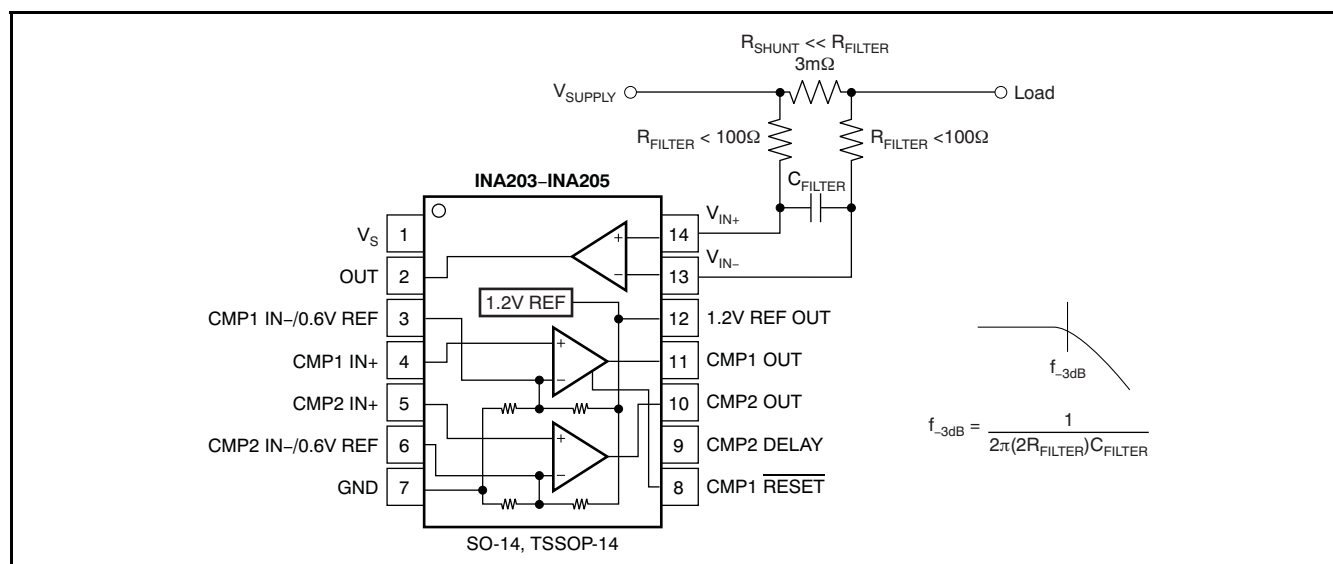 R_SHUNT << R_FILTER
3mΩ
V_SUPPLY
Load
R_FILTER < 100Ω
R_FILTER <100Ω
C_FILTER
INA203–INA205
V_IN+
V_IN−
V_S
1
14
OUT
2
13
1.2V REF
CMP1 IN−/0.6V REF
3
12
1.2V REF OUT
CMP1 IN+
4
11
CMP1 OUT
CMP2 IN+
5
10
CMP2 OUT
CMP2 IN−/0.6V REF
6
9
CMP2 DELAY
GND
7
8
CMP1 RESET
+
−
+
−
+
−
SO-14, TSSOP-14
f_−3dB
f_−3dB = 1
2π(2R_FILTER)C_FILTER